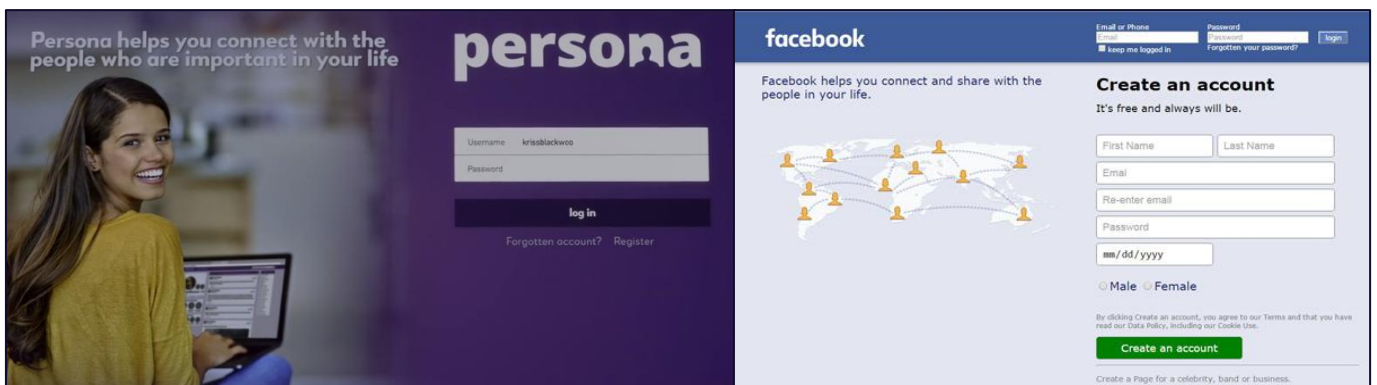 Persona helps you connect with the
people who are important in your life
persona
Username krissblackwoo
Password
log in
Forgotten account? Register
facebook
Email or Phone Password
Email Password login
keep me logged in Forgotten your password?
Facebook helps you connect and share with the
people in your life.
Create an account
It's free and always will be.
First Name Last Name
Emai
Re-enter email
Password
mm/dd/yyyy
Male Female
By clicking Create an account, you agree to our Terms and that you have
read our Data Policy, including our Cookie Use.
Create an account
Create a Page for a celebrity, band or business.